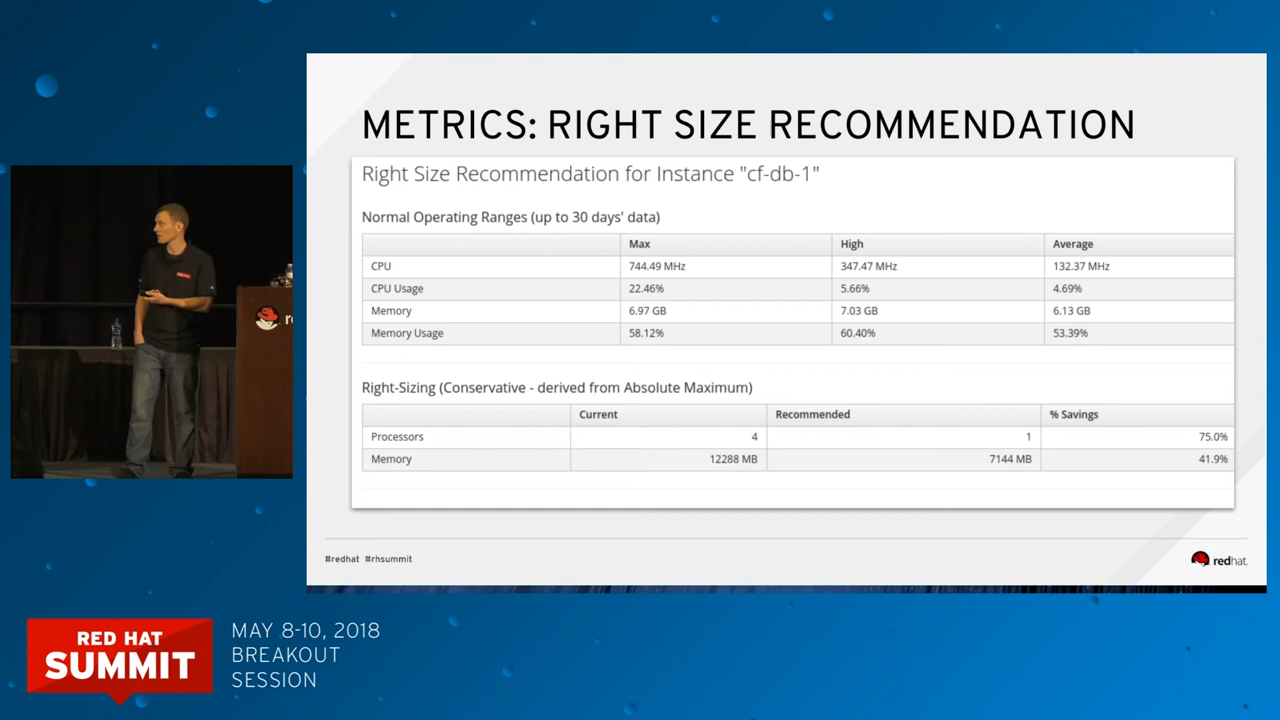 METRICS: RIGHT SIZE RECOMMENDATION
Right Size Recommendation for Instance "cf-db-1"
Normal Operating Ranges (up to 30 days' data)
Max High Average
CPU 744.49 MHz 347.47 MHz 132.37 MHz
CPU Usage 22.46% 5.66% 4.69%
Memory 6.97 GB 7.03 GB 6.13 GB
Memory Usage 58.12% 60.40% 53.39%
Right-Sizing (Conservative - derived from Absolute Maximum)
Current Recommended % Savings
Processors 4 1 75.0%
Memory 12288 MB 7144 MB 41.9%
#redhat #rhsummit
redhat.
RED HAT
SUMMIT
MAY 8-10, 2018
BREAKOUT
SESSION